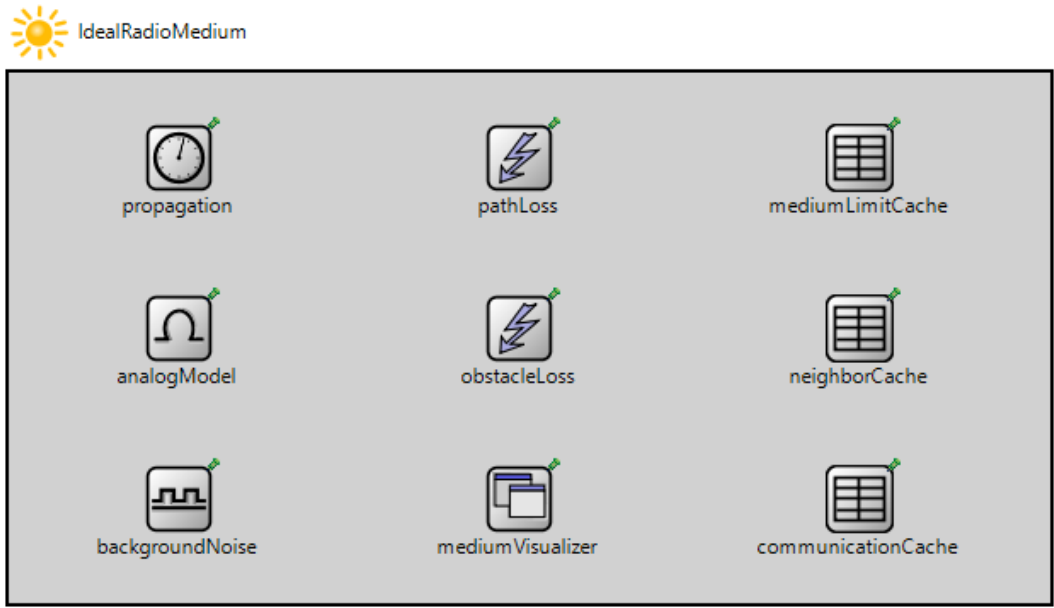 IdealRadioMedium
propagation
pathLoss
mediumLimitCache
analogModel
obstacleLoss
neighborCache
backgroundNoise
mediumVisualizer
communicationCache